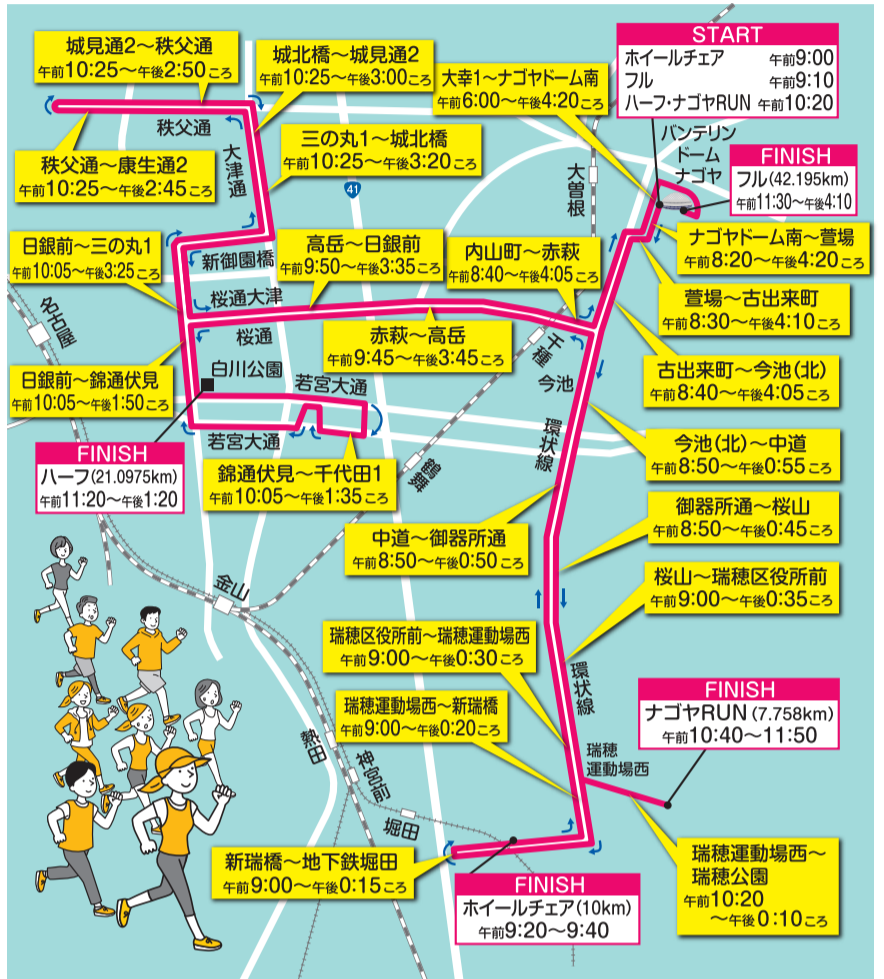 城見通2～秩父通
午前10:25～午後2:50ころ
城北橋～城見通2
午前10:25～午後3:00ころ
大幸1～ナゴヤドーム南
午前6:00～午後4:20ころ
START
ホイールチェア 午前9:00
フル 午前9:10
ハーフ・ナゴヤRUN 午前10:20
秩父通
大津通
秩父通～康生通2
午前10:25～午後2:45ころ
三の丸1～城北橋
午前10:25～午後3:20ころ
41
大曽根
バンテリン
ドーム
ナゴヤ
FINISH
フル(42.195km)
午前11:30～午後4:10
日銀前～三の丸1
午前10:05～午後3:25ころ
新御園橋
高岳～日銀前
午前9:50～午後3:35ころ
内山町～赤萩
午前8:40～午後4:05ころ
ナゴヤドーム南～萱場
午前8:20～午後4:20ころ
名古屋
桜通大津
桜通
赤萩～高岳
午前9:45～午後3:45ころ
千種
今池
萱場～古出来町
午前8:30～午後4:10ころ
日銀前～錦通伏見
午前10:05～午後1:50ころ
白川公園
若宮大通
古出来町～今池(北)
午前8:40～午後4:05ころ
若宮大通
環状線
鶴舞
今池(北)～中道
午前8:50～午後0:55ころ
FINISH
ハーフ(21.0975km)
午前11:20～午後1:20
錦通伏見～千代田1
午前10:05～午後1:35ころ
御器所通～桜山
午前8:50～午後0:45ころ
中道～御器所通
午前8:50～午後0:50ころ
桜山～瑞穂区役所前
午前9:00～午後0:35ころ
金山
瑞穂区役所前～瑞穂運動場西
午前9:00～午後0:30ころ
環状線
FINISH
ナゴヤRUN(7.758km)
午前10:40～11:50
瑞穂運動場西～新瑞橋
午前9:00～午後0:20ころ
熱田
神宮前
瑞穂
運動場西
堀田
新瑞橋～地下鉄堀田
午前9:00～午後0:15ころ
FINISH
ホイールチェア(10km)
午前9:20～9:40
瑞穂運動場西～
瑞穂公園
午前10:20
～午後0:10ころ